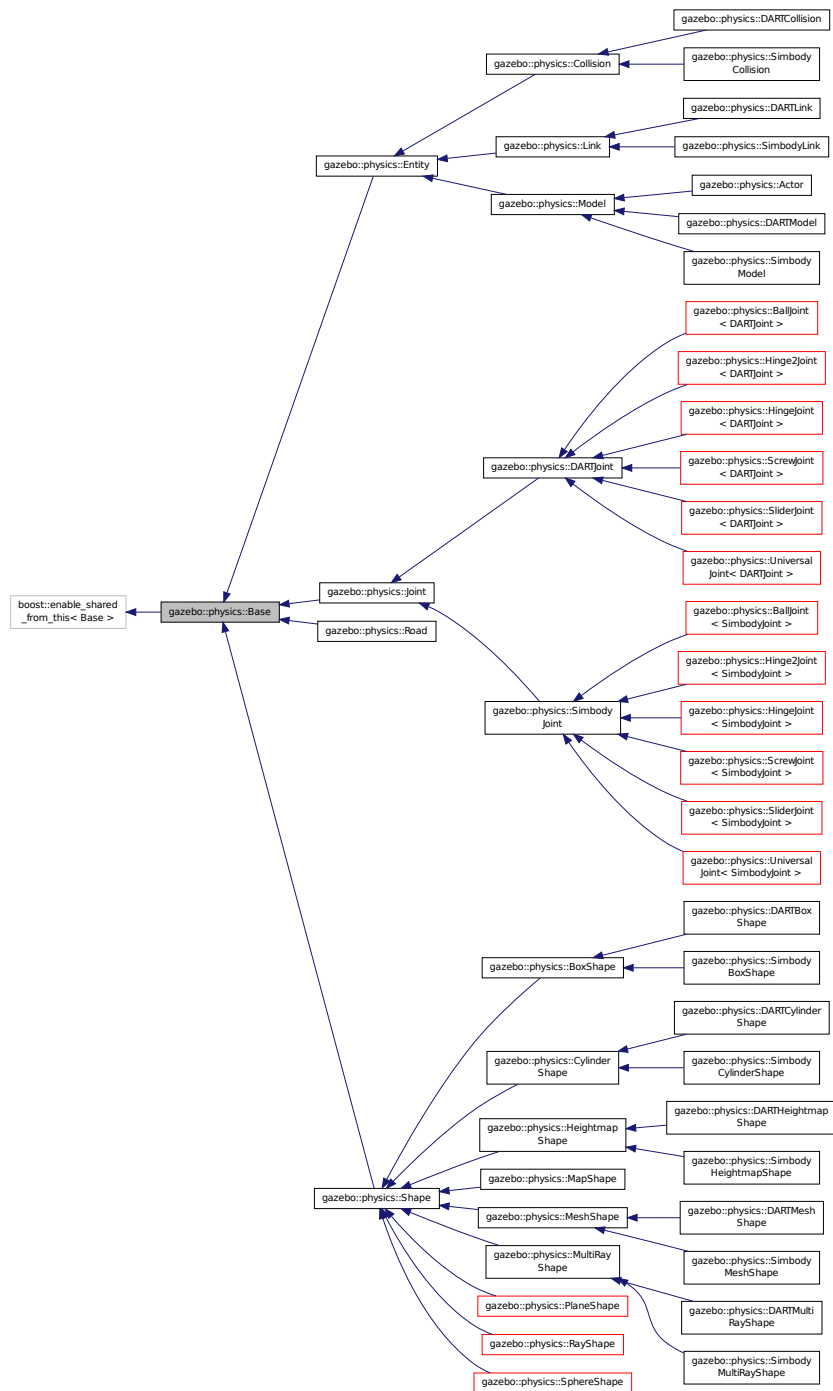 gazebo::physics::DARTCollision
gazebo::physics::Simbody
Collision
gazebo::physics::Collision
gazebo::physics::DARTLink
gazebo::physics::Link
gazebo::physics::SimbodyLink
gazebo::physics::Entity
gazebo::physics::Actor
gazebo::physics::Model
gazebo::physics::DARTModel
gazebo::physics::Simbody
Model
gazebo::physics::BallJoint
< DARTJoint >
gazebo::physics::Hinge2Joint
< DARTJoint >
gazebo::physics::HingeJoint
< DARTJoint >
gazebo::physics::DARTJoint
gazebo::physics::ScrewJoint
< DARTJoint >
gazebo::physics::SliderJoint
< DARTJoint >
gazebo::physics::Universal
Joint< DARTJoint >
gazebo::physics::Joint
boost::enable_shared
_from_this< Base >
gazebo::physics::Base
gazebo::physics::Road
gazebo::physics::BallJoint
< SimbodyJoint >
gazebo::physics::Hinge2Joint
< SimbodyJoint >
gazebo::physics::Simbody
Joint
gazebo::physics::HingeJoint
< SimbodyJoint >
gazebo::physics::ScrewJoint
< SimbodyJoint >
gazebo::physics::SliderJoint
< SimbodyJoint >
gazebo::physics::Universal
Joint< SimbodyJoint >
gazebo::physics::DARTBox
Shape
gazebo::physics::BoxShape
gazebo::physics::Simbody
BoxShape
gazebo::physics::DARTCylinder
Shape
gazebo::physics::Cylinder
Shape
gazebo::physics::Simbody
CylinderShape
gazebo::physics::DARTHeightmap
Shape
gazebo::physics::Heightmap
Shape
gazebo::physics::Simbody
HeightmapShape
gazebo::physics::MapShape
gazebo::physics::Shape
gazebo::physics::MeshShape
gazebo::physics::DARTMesh
Shape
gazebo::physics::MultiRay
Shape
gazebo::physics::Simbody
MeshShape
gazebo::physics::PlaneShape
gazebo::physics::DARTMulti
RayShape
gazebo::physics::RayShape
gazebo::physics::Simbody
MultiRayShape
gazebo::physics::SphereShape